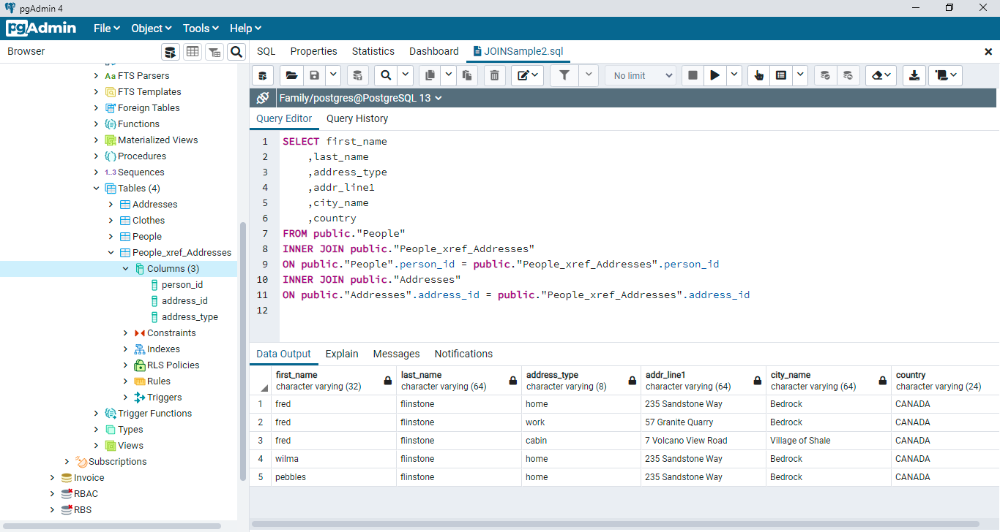 pgAdmin 4
pgAdmin File Object Tools Help
Browser
SQL Properties Statistics Dashboard JOINSample2.sql
FTS Parsers
FTS Templates
Foreign Tables
Functions
Materialized Views
Procedures
1..3 Sequences
Tables (4)
Addresses
Clothes
People
People_xref_Addresses
Columns (3)
person_id
address_id
address_type
Constraints
Indexes
RLS Policies
Rules
Triggers
Trigger Functions
Types
Views
Subscriptions
Invoice
RBAC
RBS
No limit
Family/postgres@PostgreSQL 13
Query Editor Query History
1 SELECT first_name
2 ,last_name
3 ,address_type
4 ,addr_line1
5 ,city_name
6 ,country
7 FROM public."People"
8 INNER JOIN public."People_xref_Addresses"
9 ON public."People".person_id = public."People_xref_Addresses".person_id
10 INNER JOIN public."Addresses"
11 ON public."Addresses".address_id = public."People_xref_Addresses".address_id
12
Data Output Explain Messages Notifications
first_name last_name address_type addr_line1 city_name country
character varying (32) character varying (64) character varying (8) character varying (64) character varying (64) character varying (24)
1 fred flinstone home 235 Sandstone Way Bedrock CANADA
2 fred flinstone work 57 Granite Quarry Bedrock CANADA
3 fred flinstone cabin 7 Volcano View Road Village of Shale CANADA
4 wilma flinstone home 235 Sandstone Way Bedrock CANADA
5 pebbles flinstone home 235 Sandstone Way Bedrock CANADA